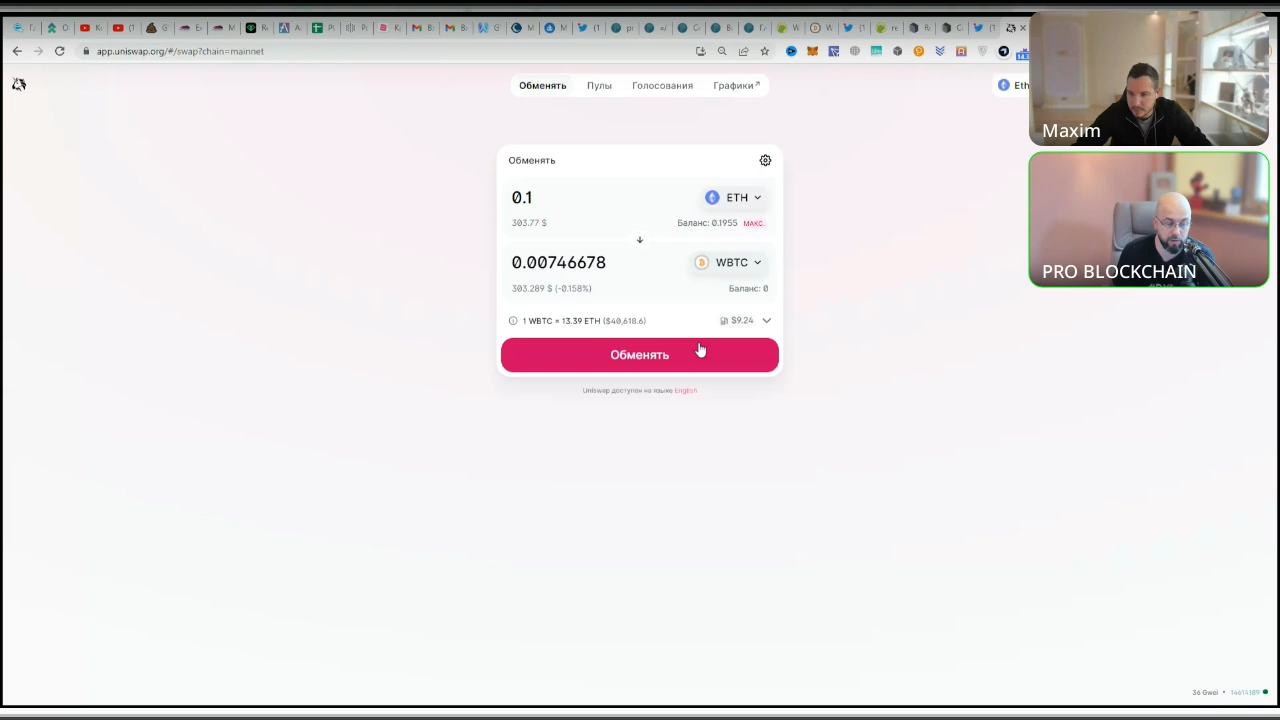 app.uniswap.org/#/swap?chain=mainnet
Обменять
Пулы
Голосования
Графики↗
Eth
Maxim
PRO BLOCKCHAIN
Обменять
0.1
ETH
303.77 $
Баланс: 0.1955 МАКС.
0.00746678
WBTC
303.289 $ (-0.158%)
Баланс: 0
1 WBTC = 13.39 ETH ($40,618.6)
$9.24
Обменять
Uniswap доступен на языке English
36 Gwei • 14614189